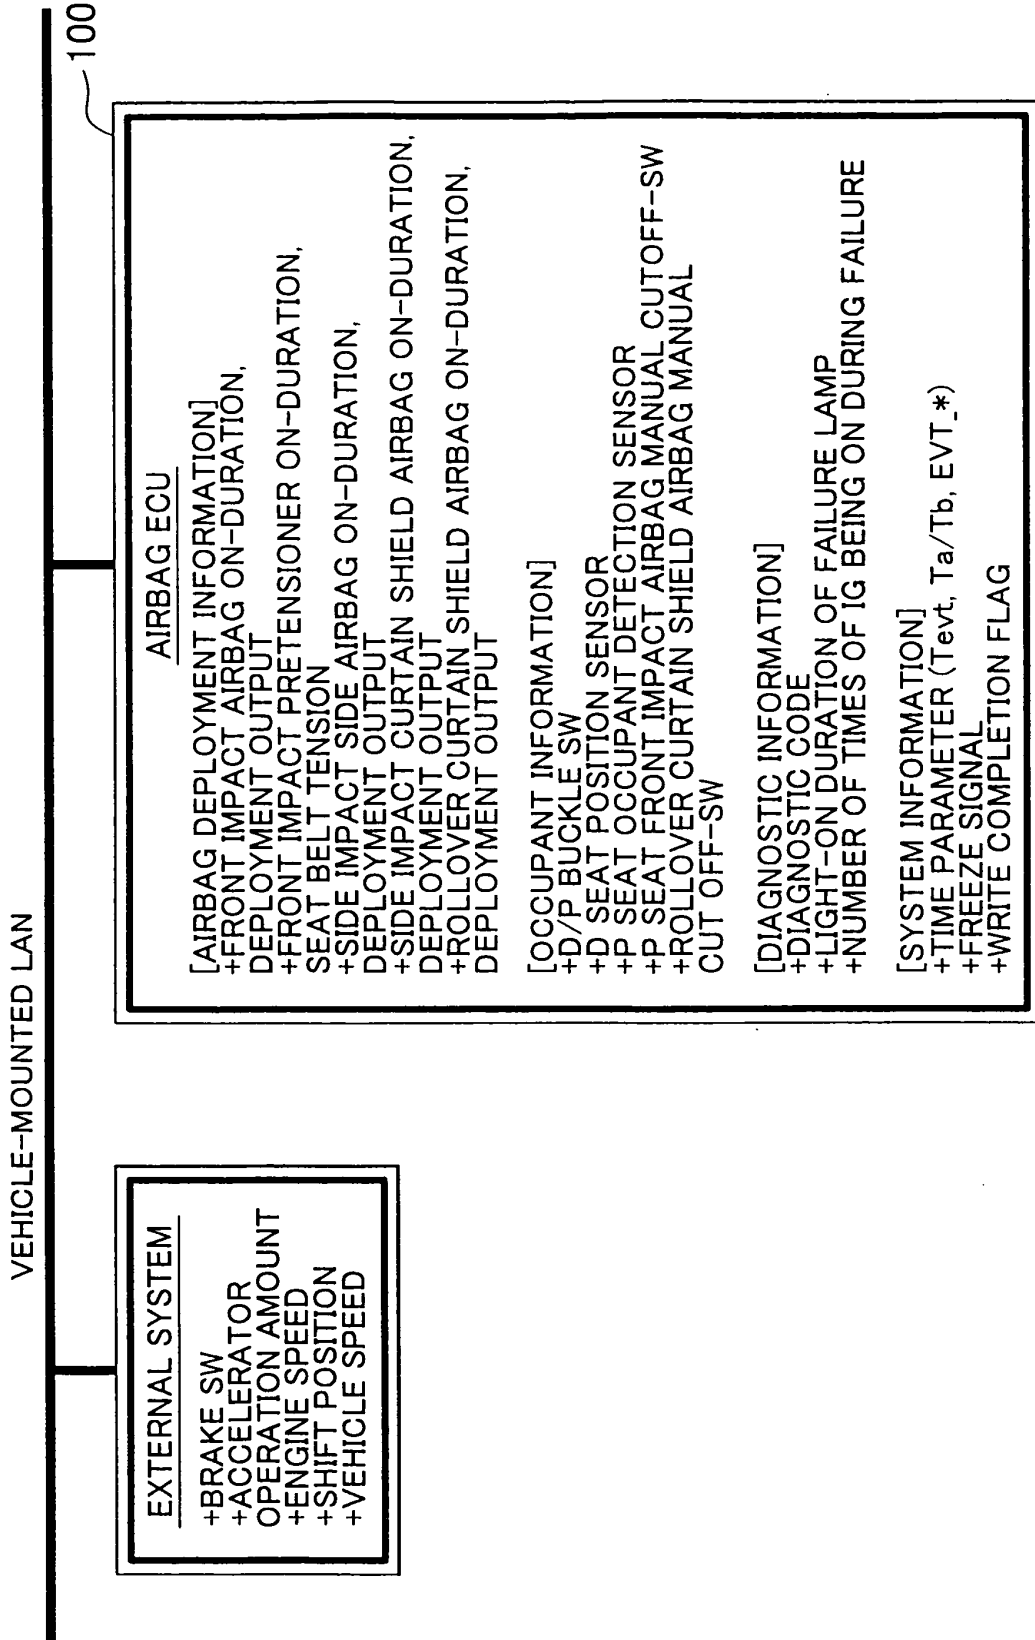 VEHICLE-MOUNTED LAN
EXTERNAL SYSTEM
+BRAKE SW
+ACCELERATOR
OPERATION AMOUNT
+ENGINE SPEED
+SHIFT POSITION
+VEHICLE SPEED
100
AIRBAG ECU
[AIRBAG DEPLOYMENT INFORMATION]
+FRONT IMPACT AIRBAG ON-DURATION,
DEPLOYMENT OUTPUT
+FRONT IMPACT PRETENSIONER ON-DURATION,
SEAT BELT TENSION
+SIDE IMPACT SIDE AIRBAG ON-DURATION,
DEPLOYMENT OUTPUT
+SIDE IMPACT CURTAIN SHIELD AIRBAG ON-DURATION,
DEPLOYMENT OUTPUT
+ROLLOVER CURTAIN SHIELD AIRBAG ON-DURATION,
DEPLOYMENT OUTPUT
[OCCUPANT INFORMATION]
+D/P BUCKLE SW
+D SEAT POSITION SENSOR
+P SEAT OCCUPANT DETECTION SENSOR
+P SEAT FRONT IMPACT AIRBAG MANUAL CUTOFF-SW
+ROLLOVER CURTAIN SHIELD AIRBAG MANUAL
CUT OFF-SW
[DIAGNOSTIC INFORMATION]
+DIAGNOSTIC CODE
+LIGHT-ON DURATION OF FAILURE LAMP
+NUMBER OF TIMES OF IG BEING ON DURING FAILURE
[SYSTEM INFORMATION]
+TIME PARAMETER (Tevt, Ta/Tb, EVT_*)
+FREEZE SIGNAL
+WRITE COMPLETION FLAG